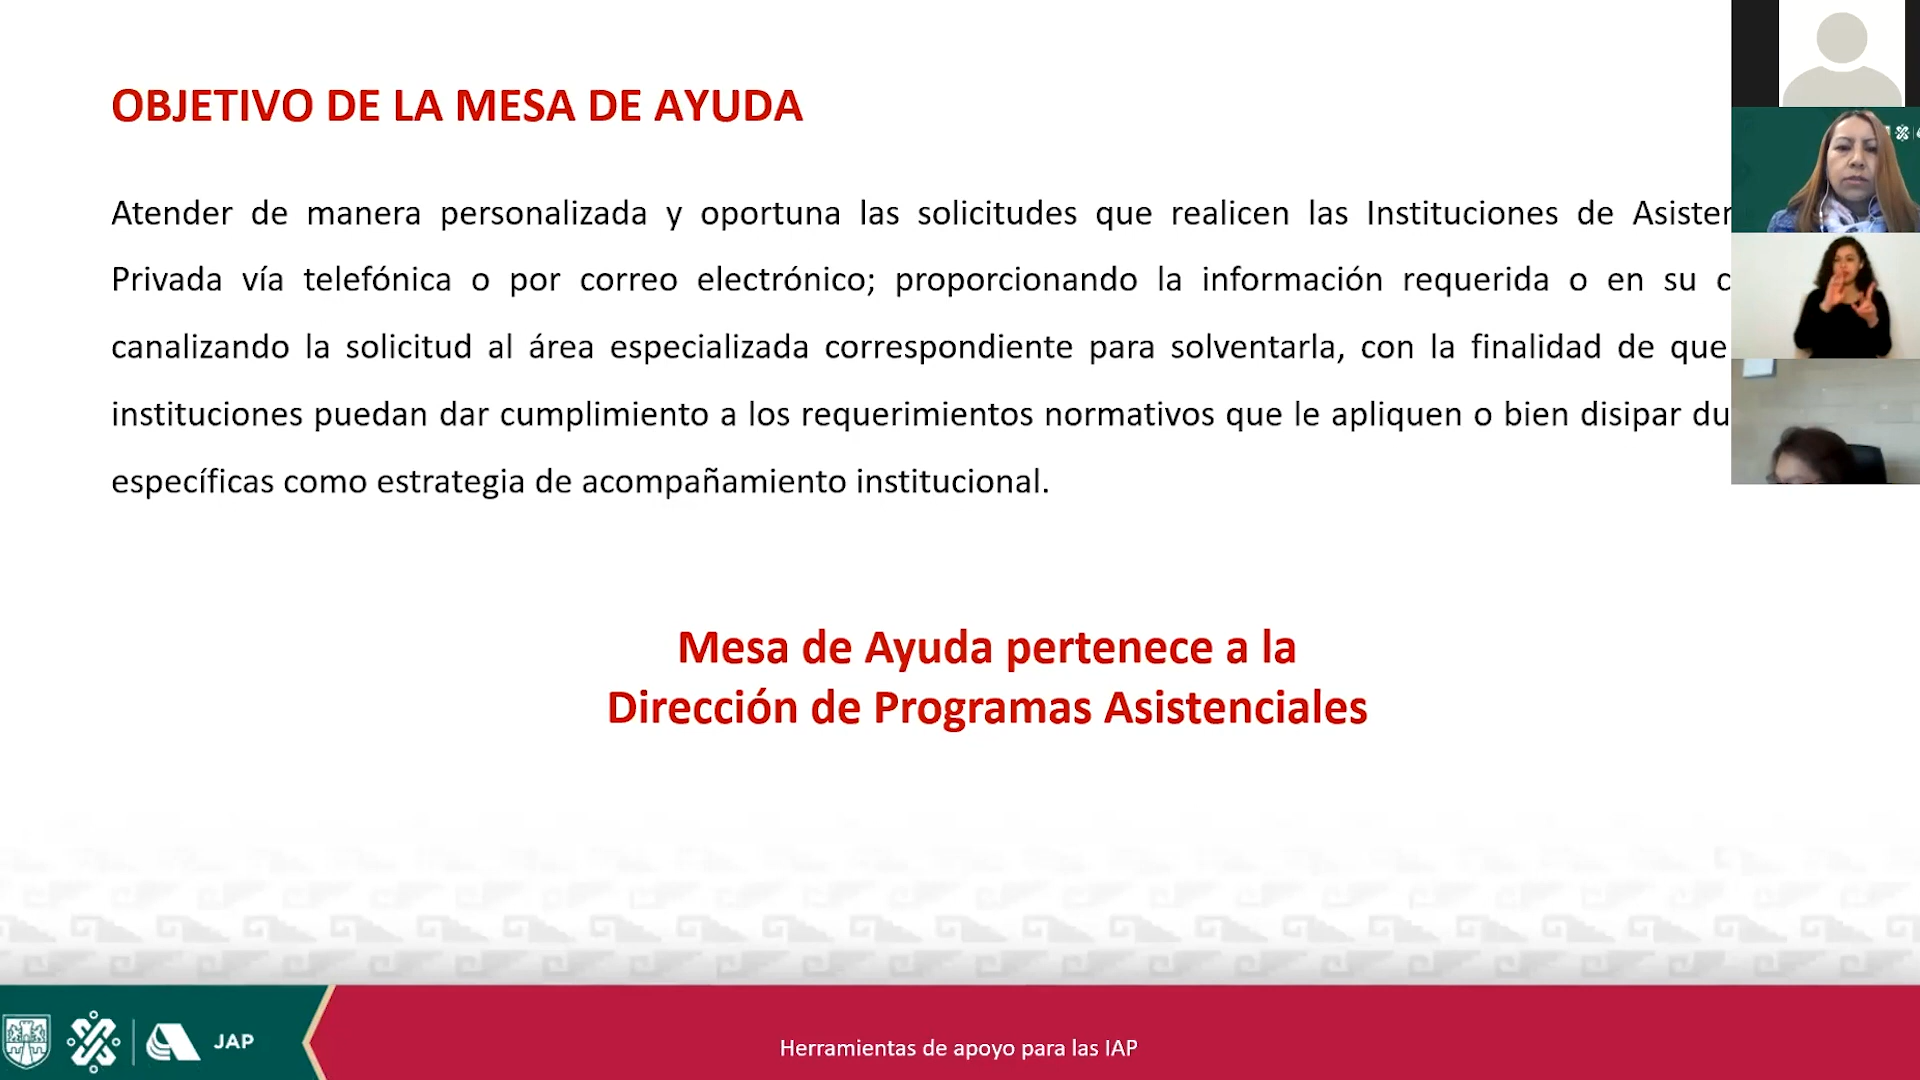 OBJETIVO DE LA MESA DE AYUDA
Atender de manera personalizada y oportuna las solicitudes que realicen las Instituciones de Asisten
Privada vía telefónica o por correo electrónico; proporcionando la información requerida o en su c
canalizando la solicitud al área especializada correspondiente para solventarla, con la finalidad de que
instituciones puedan dar cumplimiento a los requerimientos normativos que le apliquen o bien disipar du
específicas como estrategia de acompañamiento institucional.
Mesa de Ayuda pertenece a la
Dirección de Programas Asistenciales
JAP
Herramientas de apoyo para las IAP